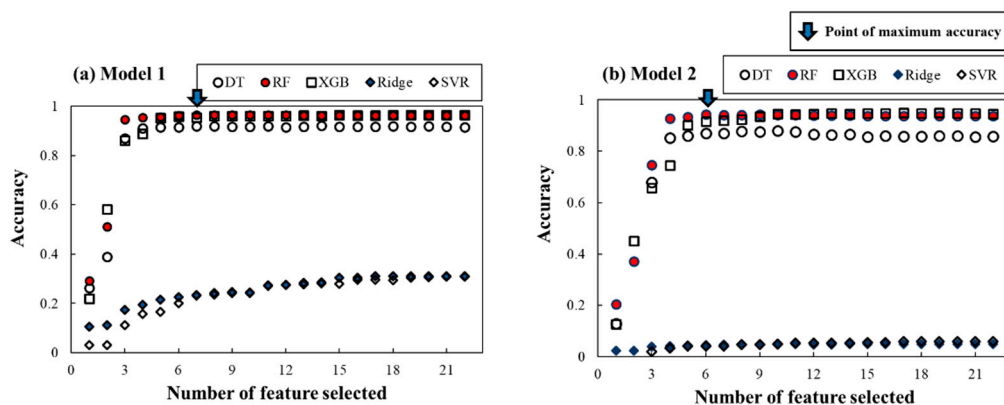 Point of maximum accuracy
(a) Model 1
DT RF XGB Ridge SVR
1
0.8
0.6
0.4
0.2
0
Accuracy
0 3 6 9 12 15 18 21
Number of feature selected
(b) Model 2
DT RF XGB Ridge SVR
1
0.8
0.6
0.4
0.2
0
Accuracy
0 3 6 9 12 15 18 21
Number of feature selected